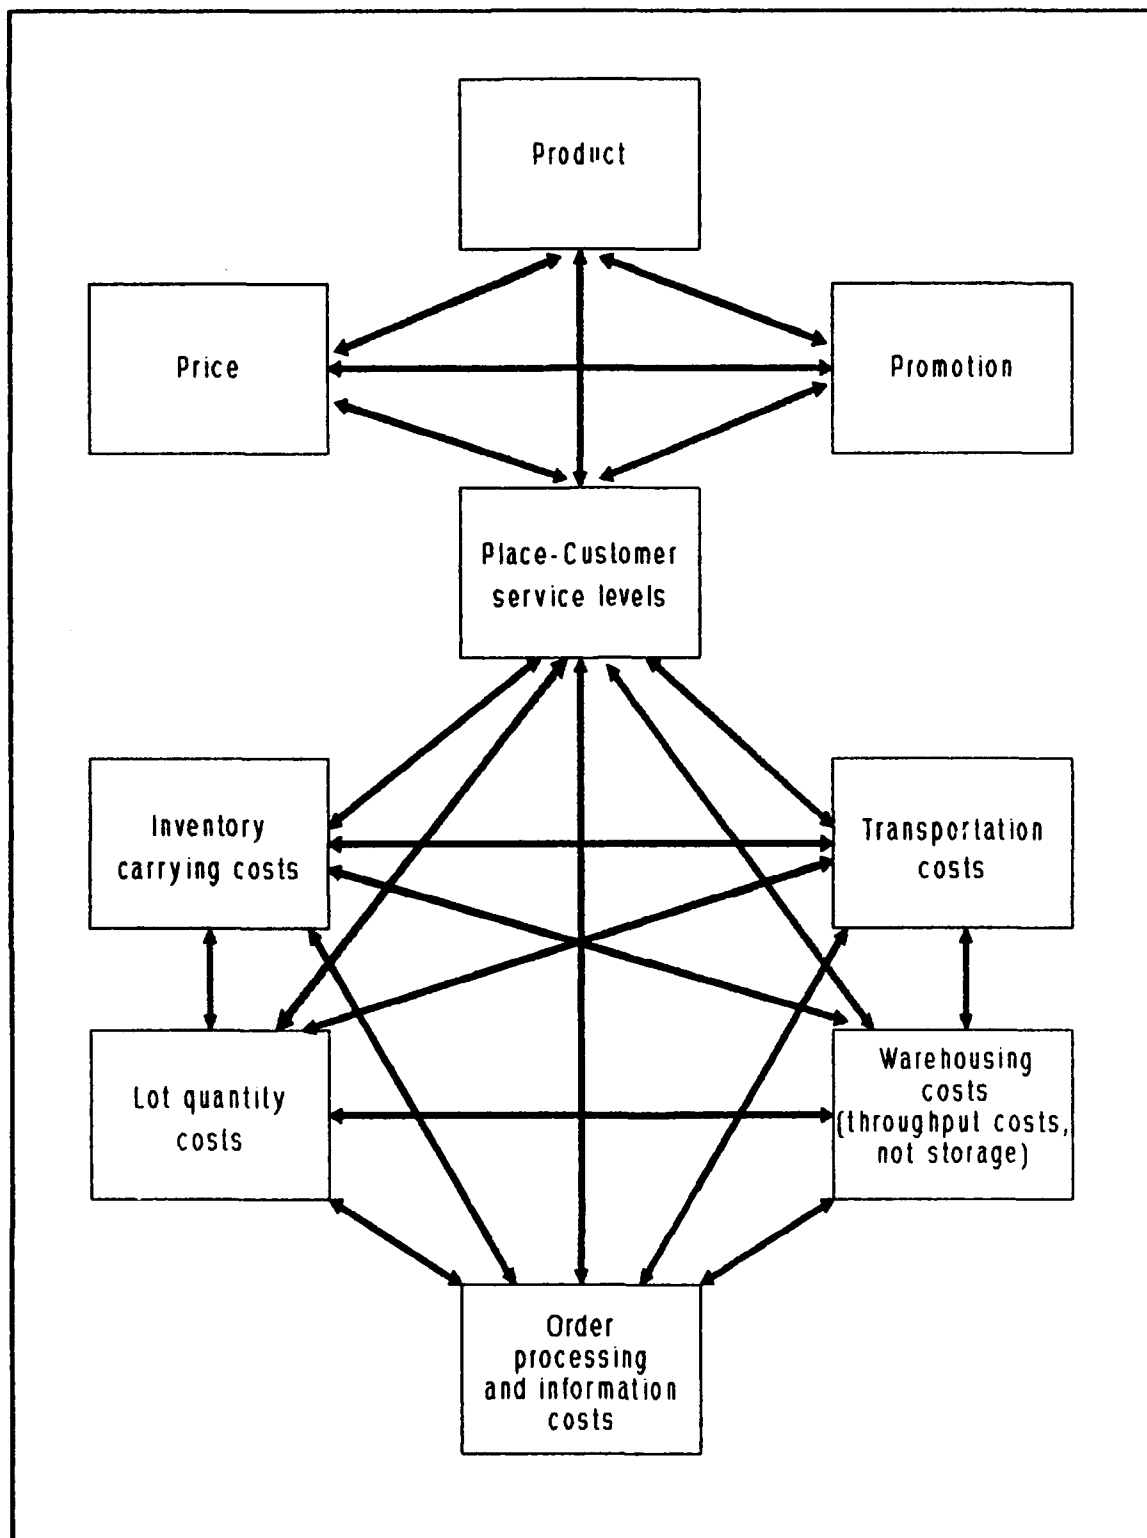 Product
Price
Promotion
Place-Customer
service levels
Inventory
carrying costs
Transportation
costs
Lot quantity
costs
Warehousing
costs
(throughput costs,
not storage)
Order
processing
and information
costs